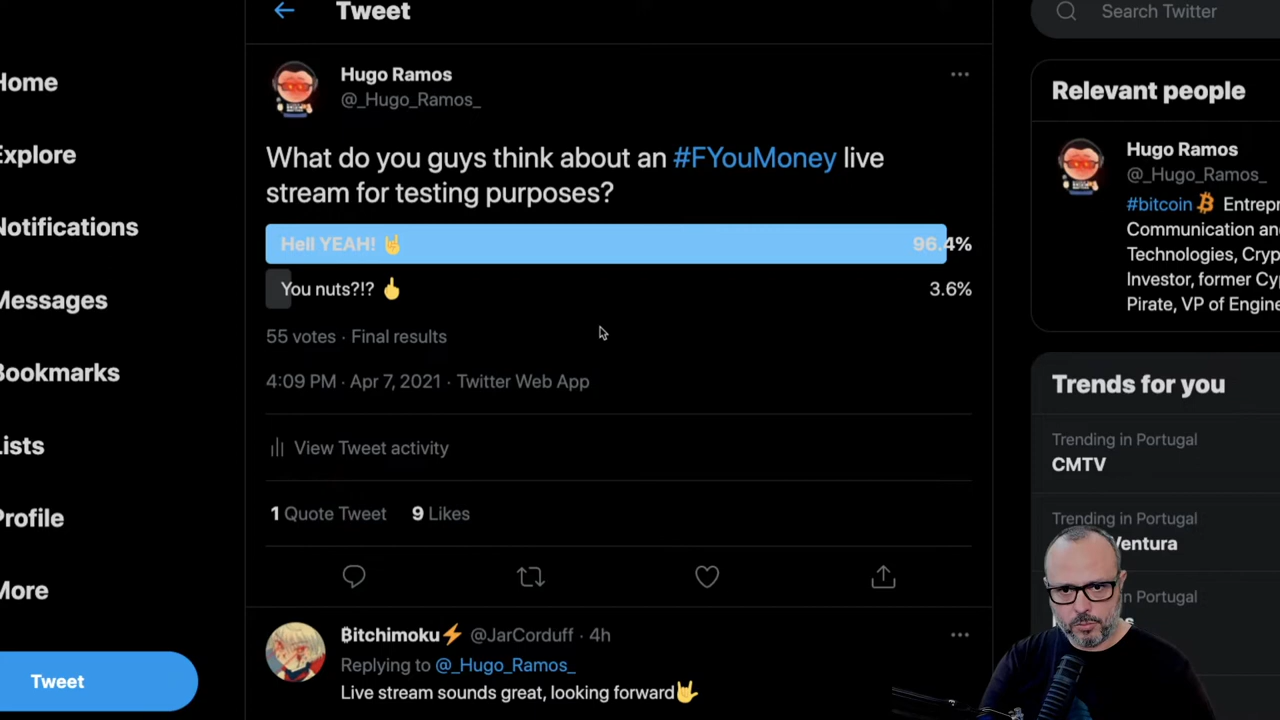 Tweet
Search Twitter
Home
Explore
Notifications
Messages
Bookmarks
Lists
Profile
More
Tweet
Hugo Ramos
@_Hugo_Ramos_
What do you guys think about an #FYouMoney live
stream for testing purposes?
Hell YEAH! 🤘 96.4%
You nuts?!? 🖕 3.6%
55 votes · Final results
4:09 PM · Apr 7, 2021 · Twitter Web App
View Tweet activity
1 Quote Tweet 9 Likes
₿itchimoku⚡ @JarCorduff · 4h
Replying to @_Hugo_Ramos_
Live stream sounds great, looking forward🤟
Relevant people
Hugo Ramos
@_Hugo_Ramos_
#bitcoin Entrepr
Communication an
Technologies, Cryp
Investor, former Cyp
Pirate, VP of Engine
Trends for you
Trending in Portugal
CMTV
Trending in Portugal
Ventura
in Portugal